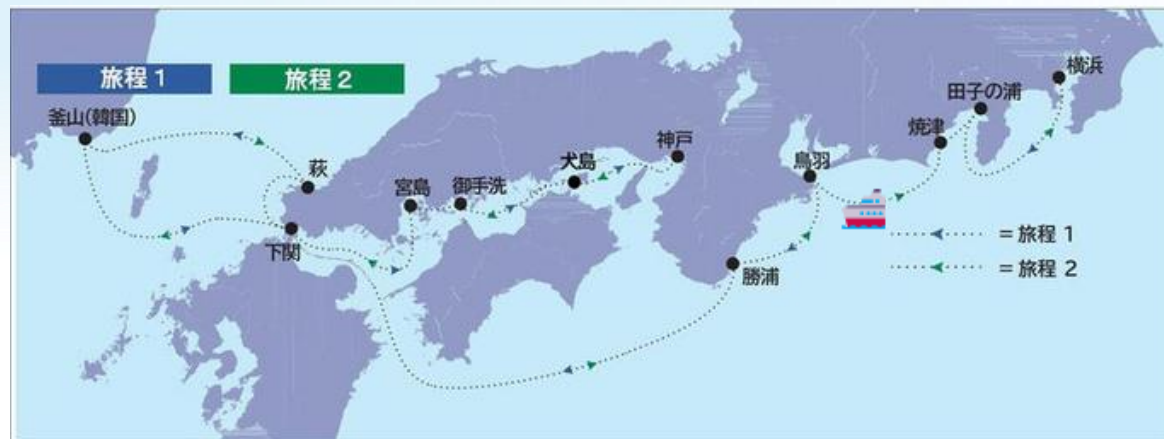 旅程 1
旅程 2
横浜
田子の浦
釜山(韓国)
焼津
神戸
犬島
鳥羽
萩
宮島
御手洗
下関
= 旅程 1
勝浦
= 旅程 2